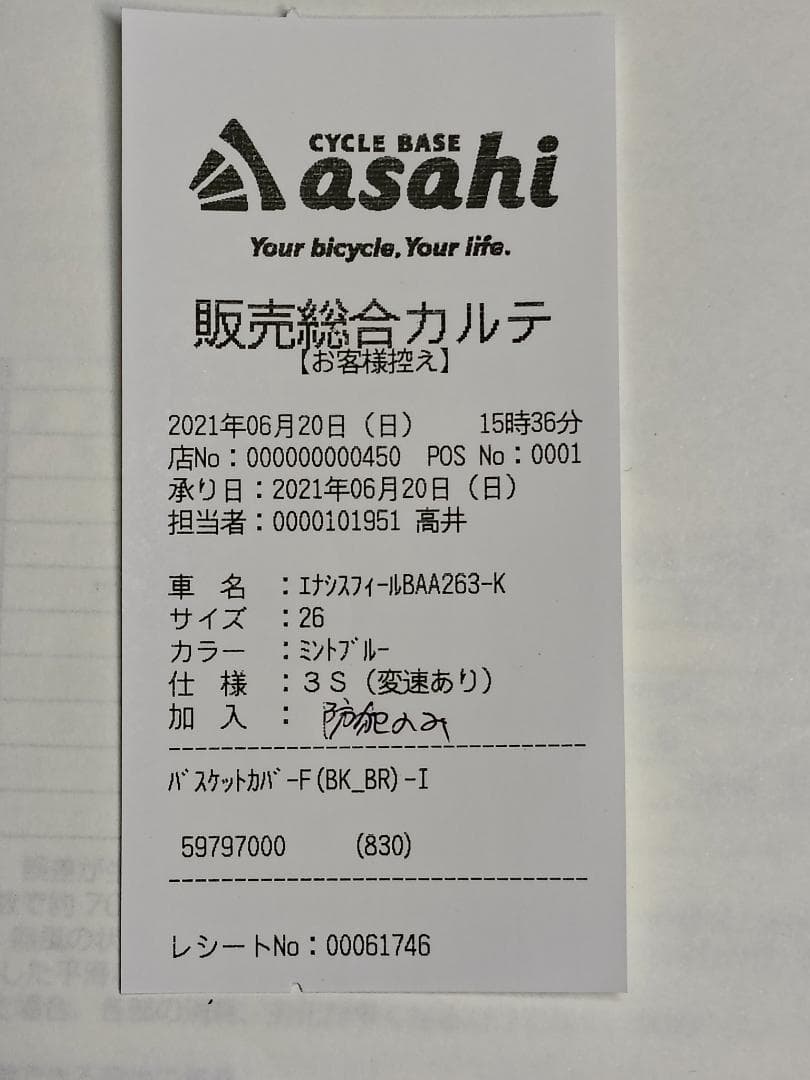 CYCLE BASE
asahi
Your bicycle, Your life.
販売総合カルテ
【お客様控え】
2021年06月20日（日） 15時36分
店No：000000000450 POS No：0001
承り日：2021年06月20日（日）
担当者：0000101951 高井
車 名 ：ｴﾅｼｽﾌｨｰﾙBAA263-K
サイズ ：26
カラー ：ﾐﾝﾄﾌﾞﾙｰ
仕 様 ：３Ｓ（変速あり）
加 入 ： 防犯のみ
ﾊﾞｽｹｯﾄｶﾊﾞｰF(BK_BR)-I
59797000 (830)
レシートNo：00061746